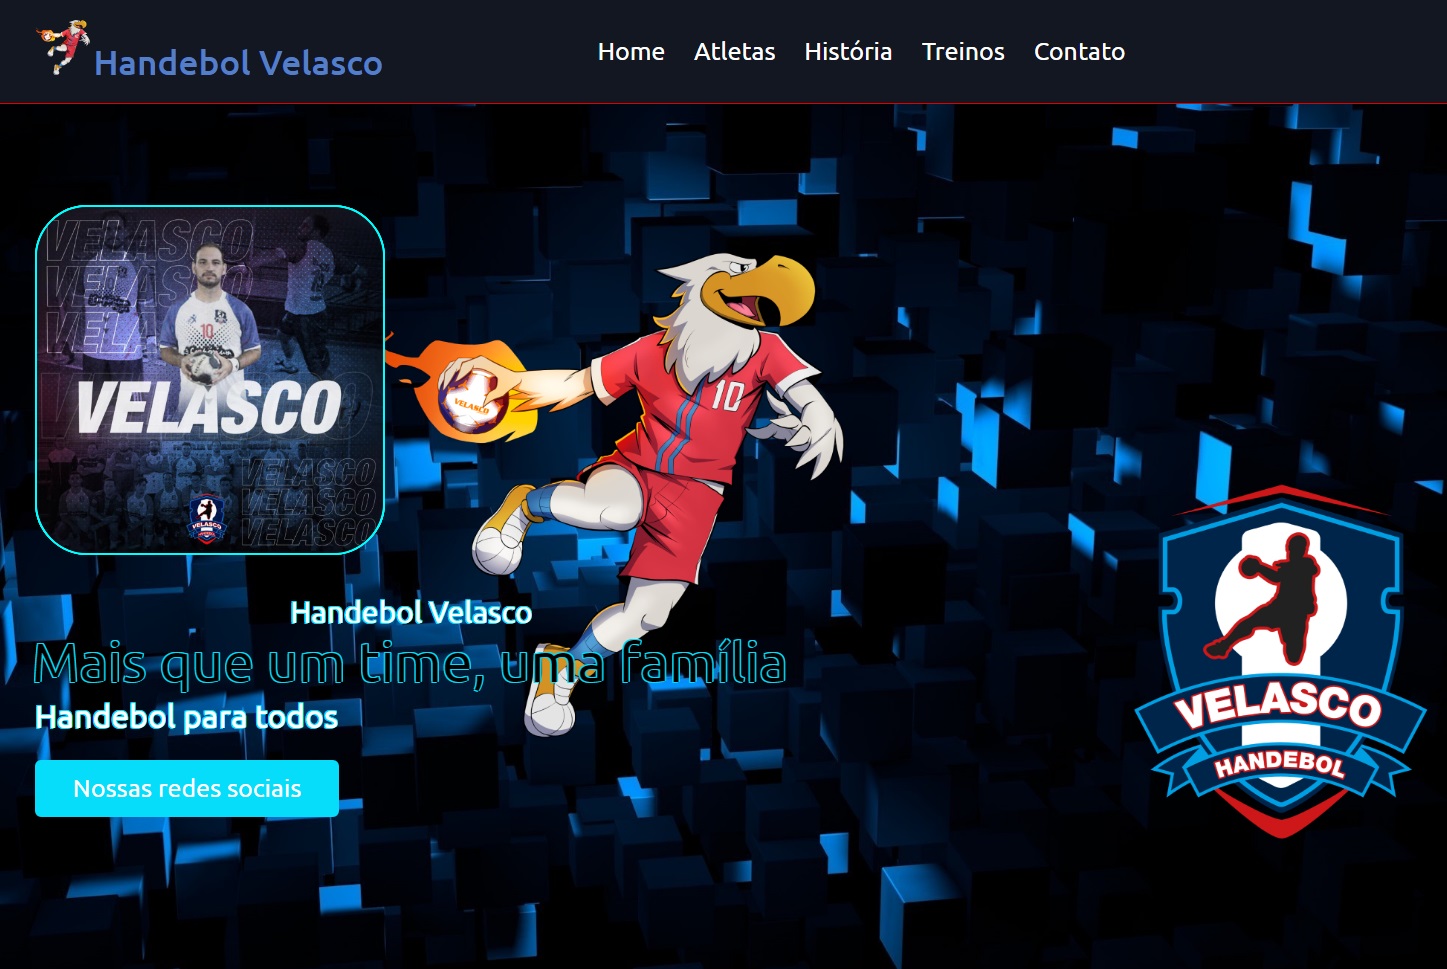 Handebol Velasco
Home Atletas História Treinos Contato
VELASCO
VELASCO
VELA
10
VELASCO
VELASCO
VELASCO
VELASCO
VELASCO
VELASCO
10
Handebol Velasco
Mais que um time, uma família
Handebol para todos
Nossas redes sociais
VELASCO
HANDEBOL